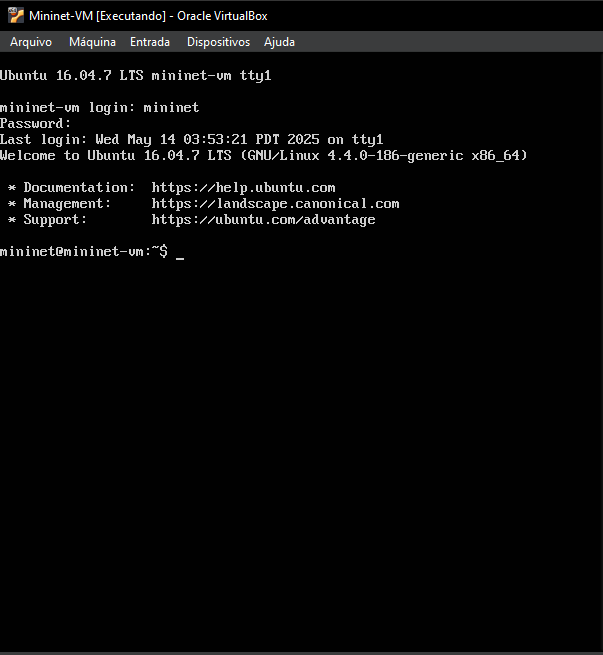 Mininet-VM [Executando] - Oracle VirtualBox
Arquivo Máquina Entrada Dispositivos Ajuda
Ubuntu 16.04.7 LTS mininet-vm tty1
mininet-vm login: mininet
Password:
Last login: Wed May 14 03:53:21 PDT 2025 on tty1
Welcome to Ubuntu 16.04.7 LTS (GNU/Linux 4.4.0-186-generic x86_64)
* Documentation:  https://help.ubuntu.com
* Management:     https://landscape.canonical.com
* Support:        https://ubuntu.com/advantage
mininet@mininet-vm:~$ _